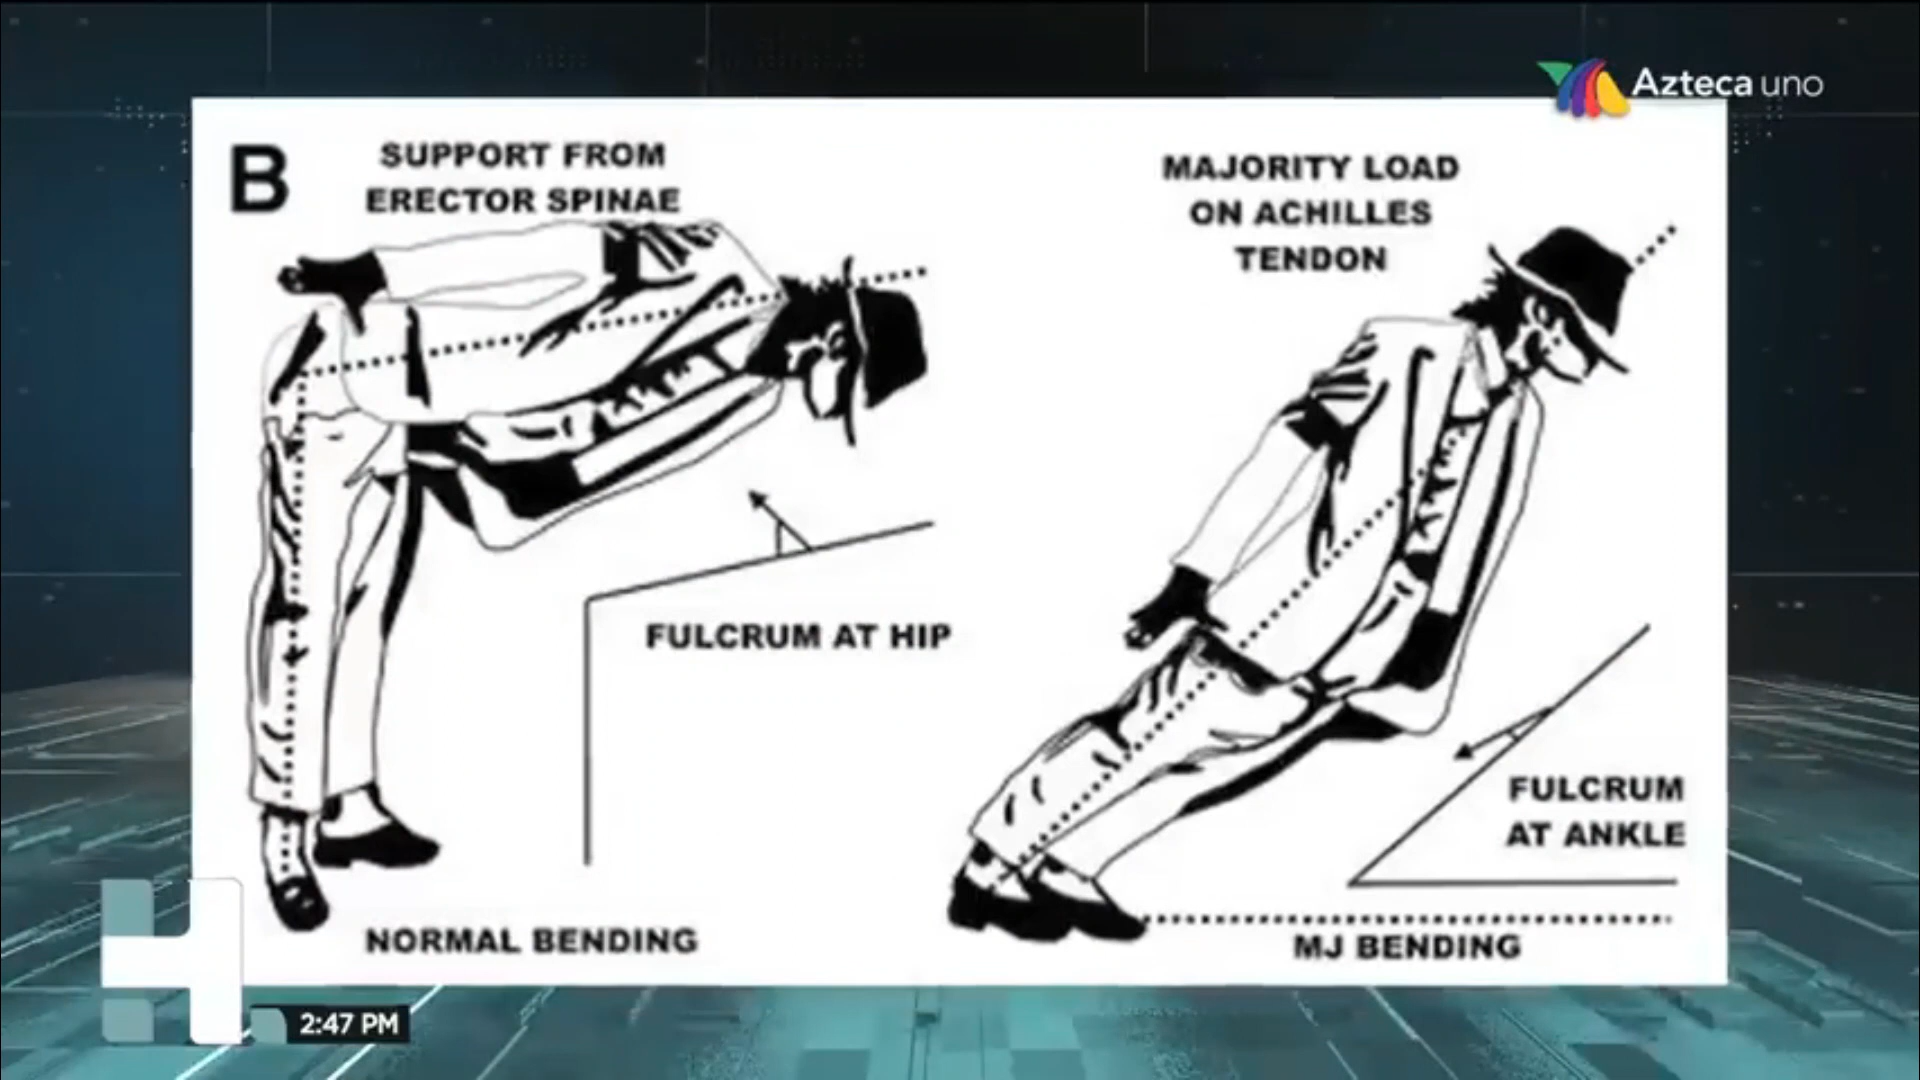 Azteca uno
B
SUPPORT FROM
ERECTOR SPINAE
MAJORITY LOAD
ON ACHILLES
TENDON
FULCRUM AT HIP
FULCRUM
AT ANKLE
NORMAL BENDING
MJ BENDING
H
2:47 PM